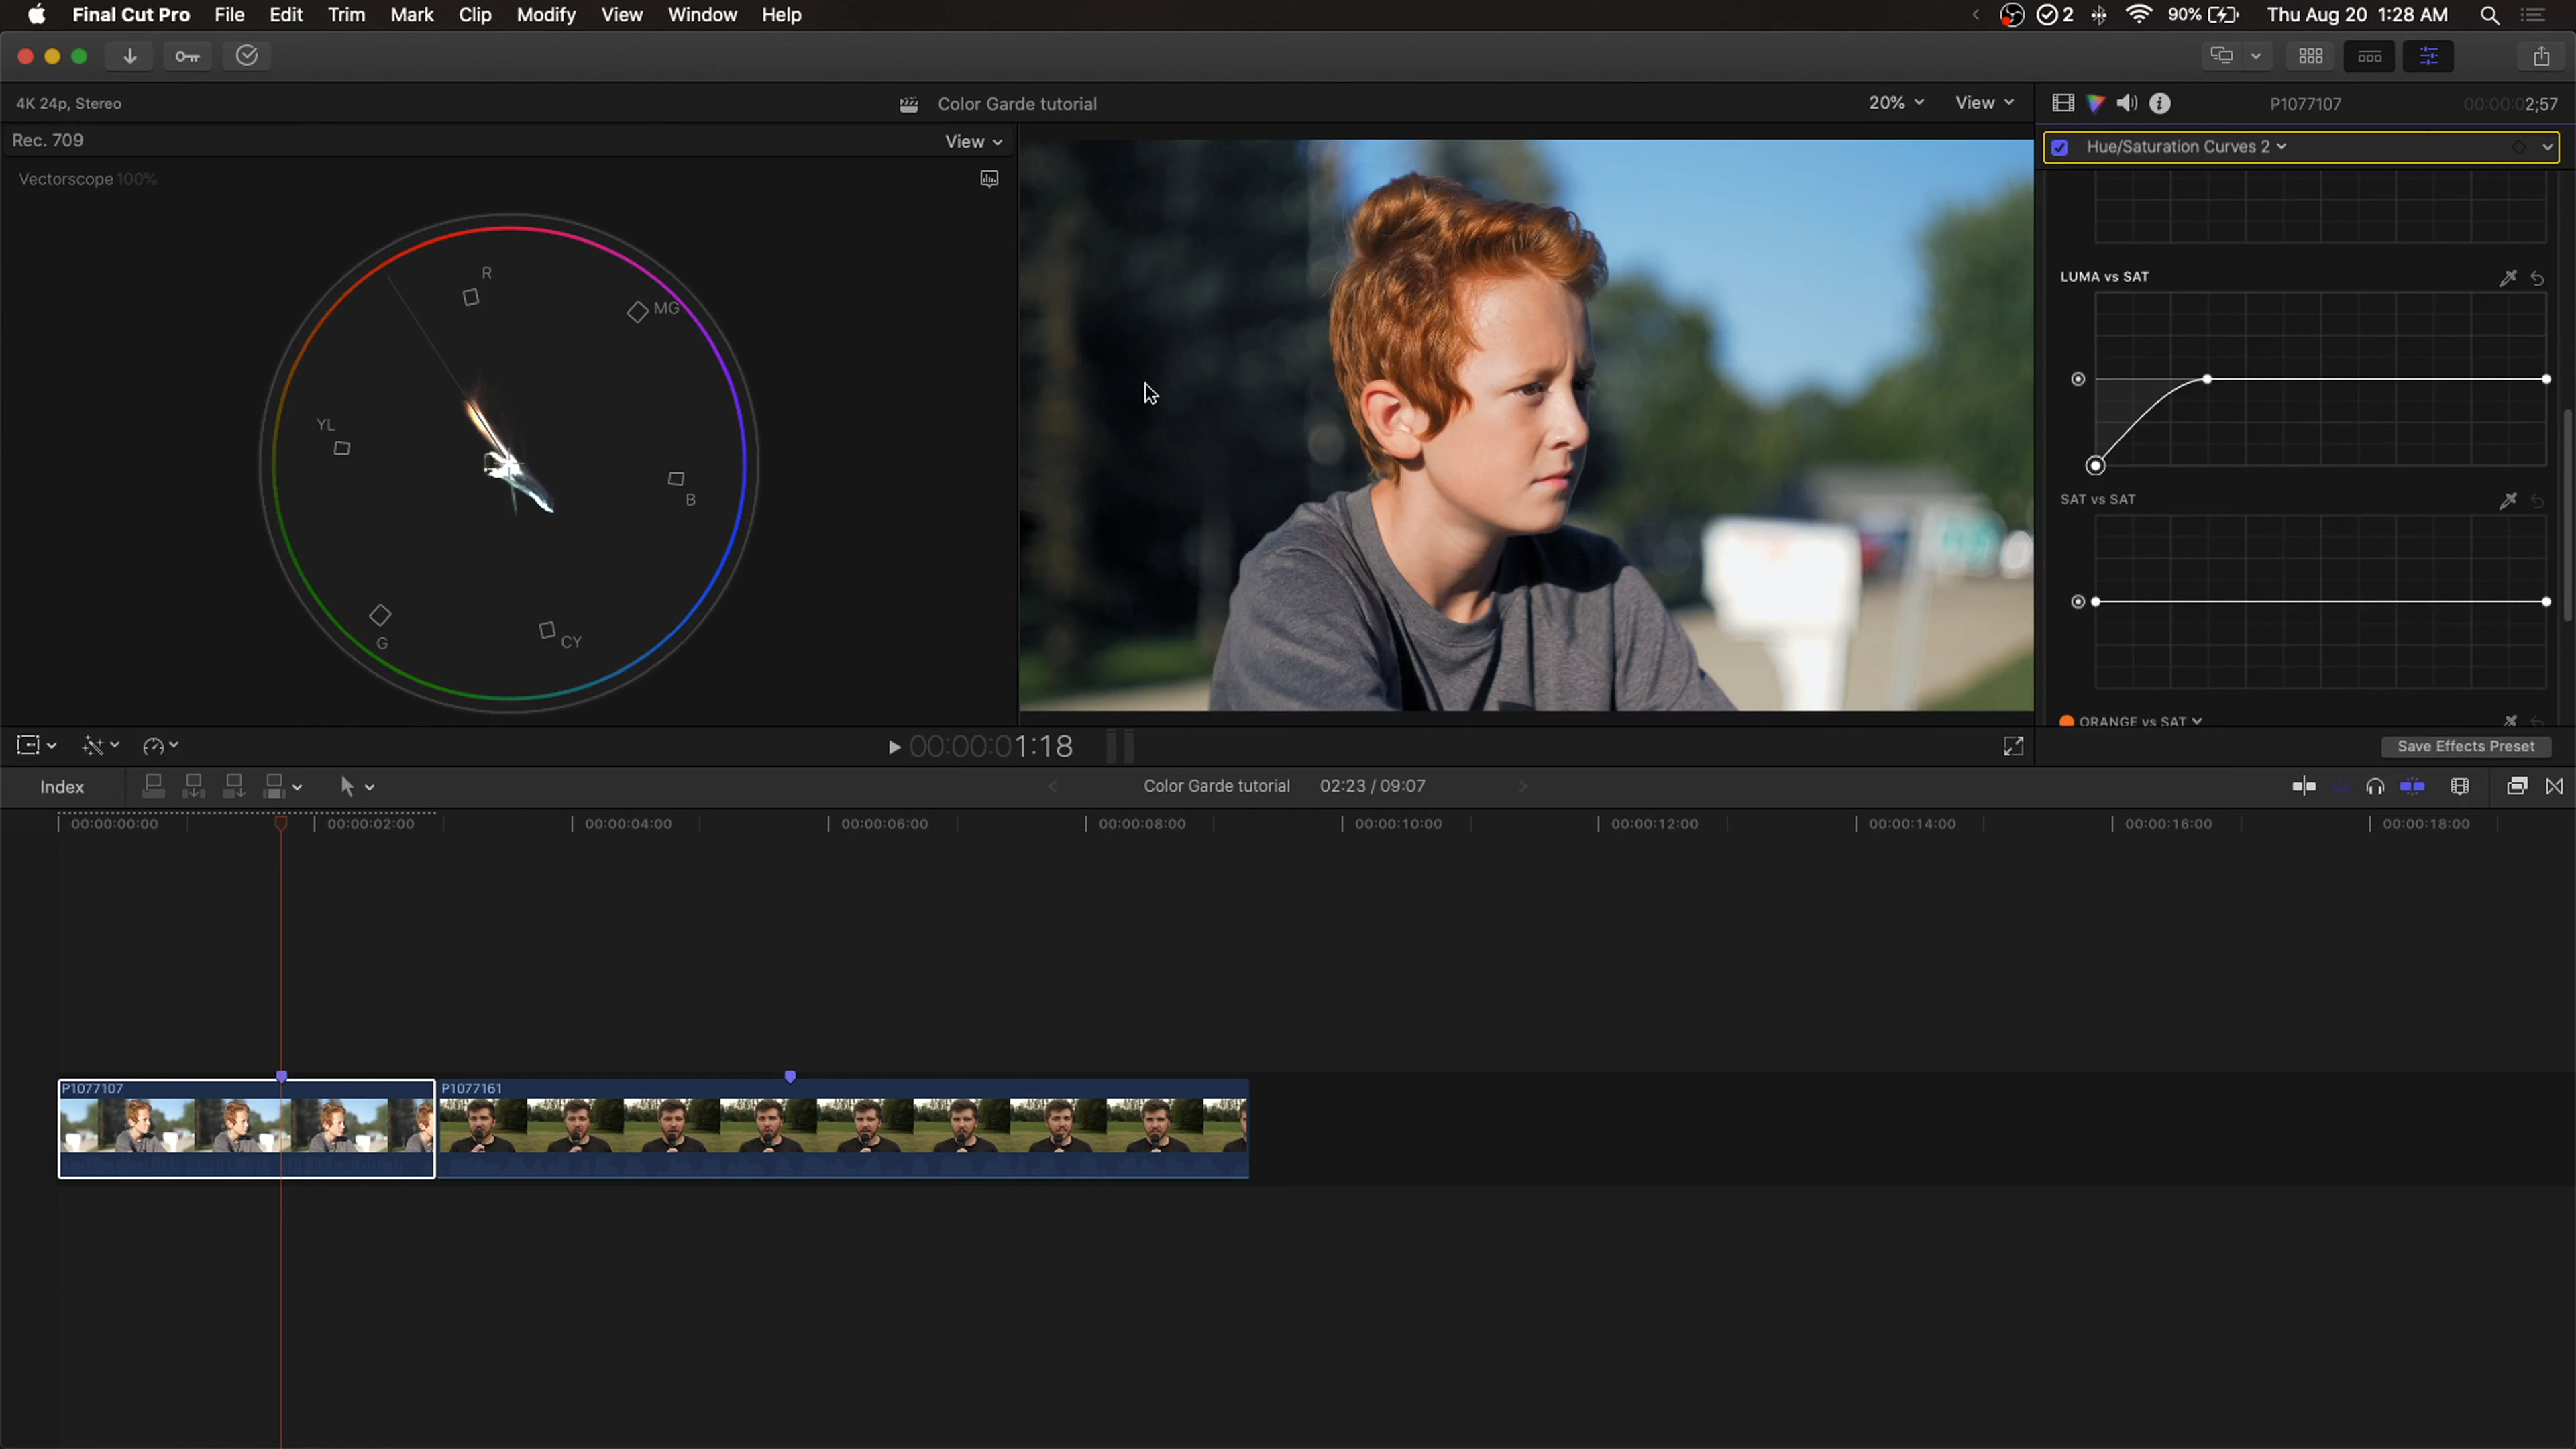 Final Cut Pro File Edit Trim Mark Clip Modify View Window Help 2 90% Thu Aug 20 1:28 AM
4K 24p, Stereo Color Garde tutorial 20% View P1077107 00:00:02;57
Rec. 709 View Hue/Saturation Curves 2
Vectorscope 100%
R
MG
YL
B
G
CY
LUMA vs SAT
SAT vs SAT
ORANGE vs SAT
00:00:01:18 Save Effects Preset
Index Color Garde tutorial 02:23 / 09:07
00:00:00:00 00:00:02:00 00:00:04:00 00:00:06:00 00:00:08:00 00:00:10:00 00:00:12:00 00:00:14:00 00:00:16:00 00:00:18:00
P1077107 P1077161